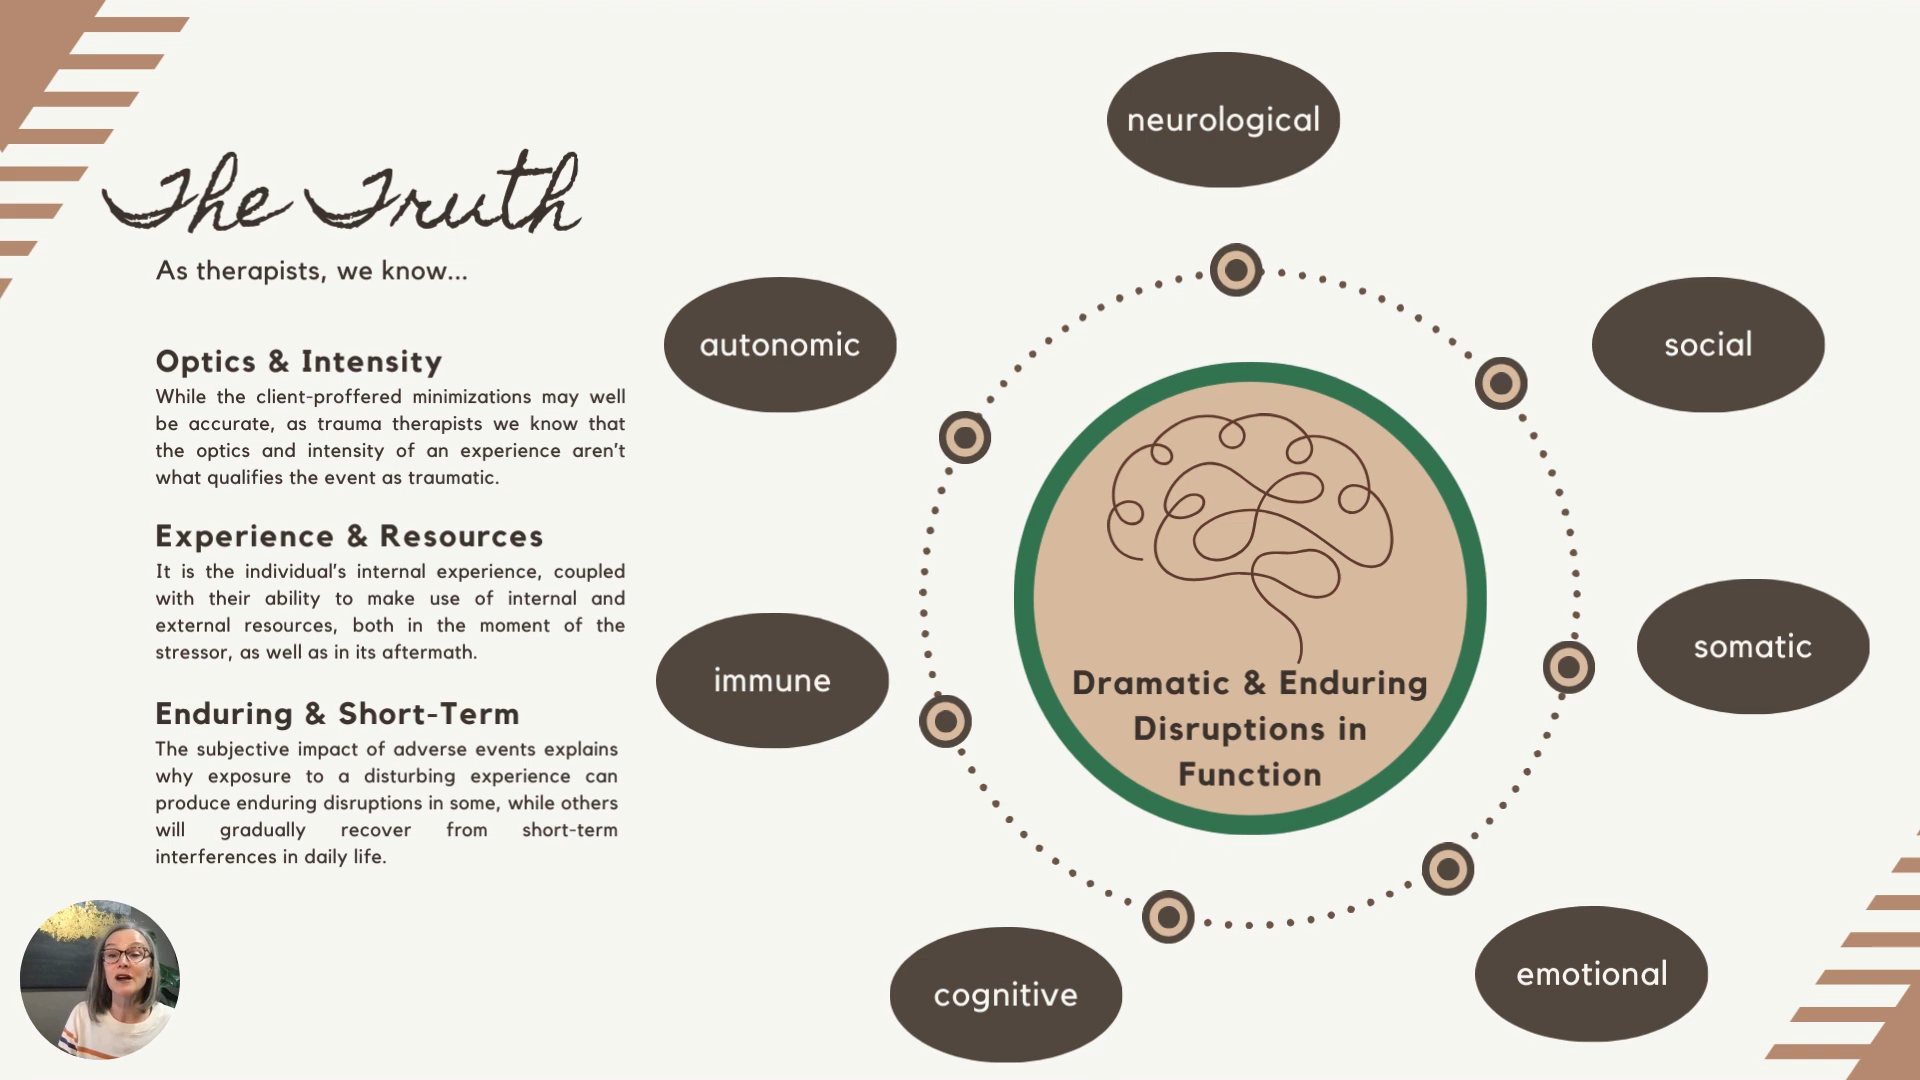 The Truth
As therapists, we know...
Optics & Intensity
While the client-proffered minimizations may well
be accurate, as trauma therapists we know that
the optics and intensity of an experience aren’t
what qualifies the event as traumatic.
Experience & Resources
It is the individual’s internal experience, coupled
with their ability to make use of internal and
external resources, both in the moment of the
stressor, as well as in its aftermath.
Enduring & Short-Term
The subjective impact of adverse events explains
why exposure to a disturbing experience can
produce enduring disruptions in some, while others
will gradually recover from short-term
interferences in daily life.
neurological
autonomic
social
immune
somatic
Dramatic & Enduring
Disruptions in
Function
cognitive
emotional